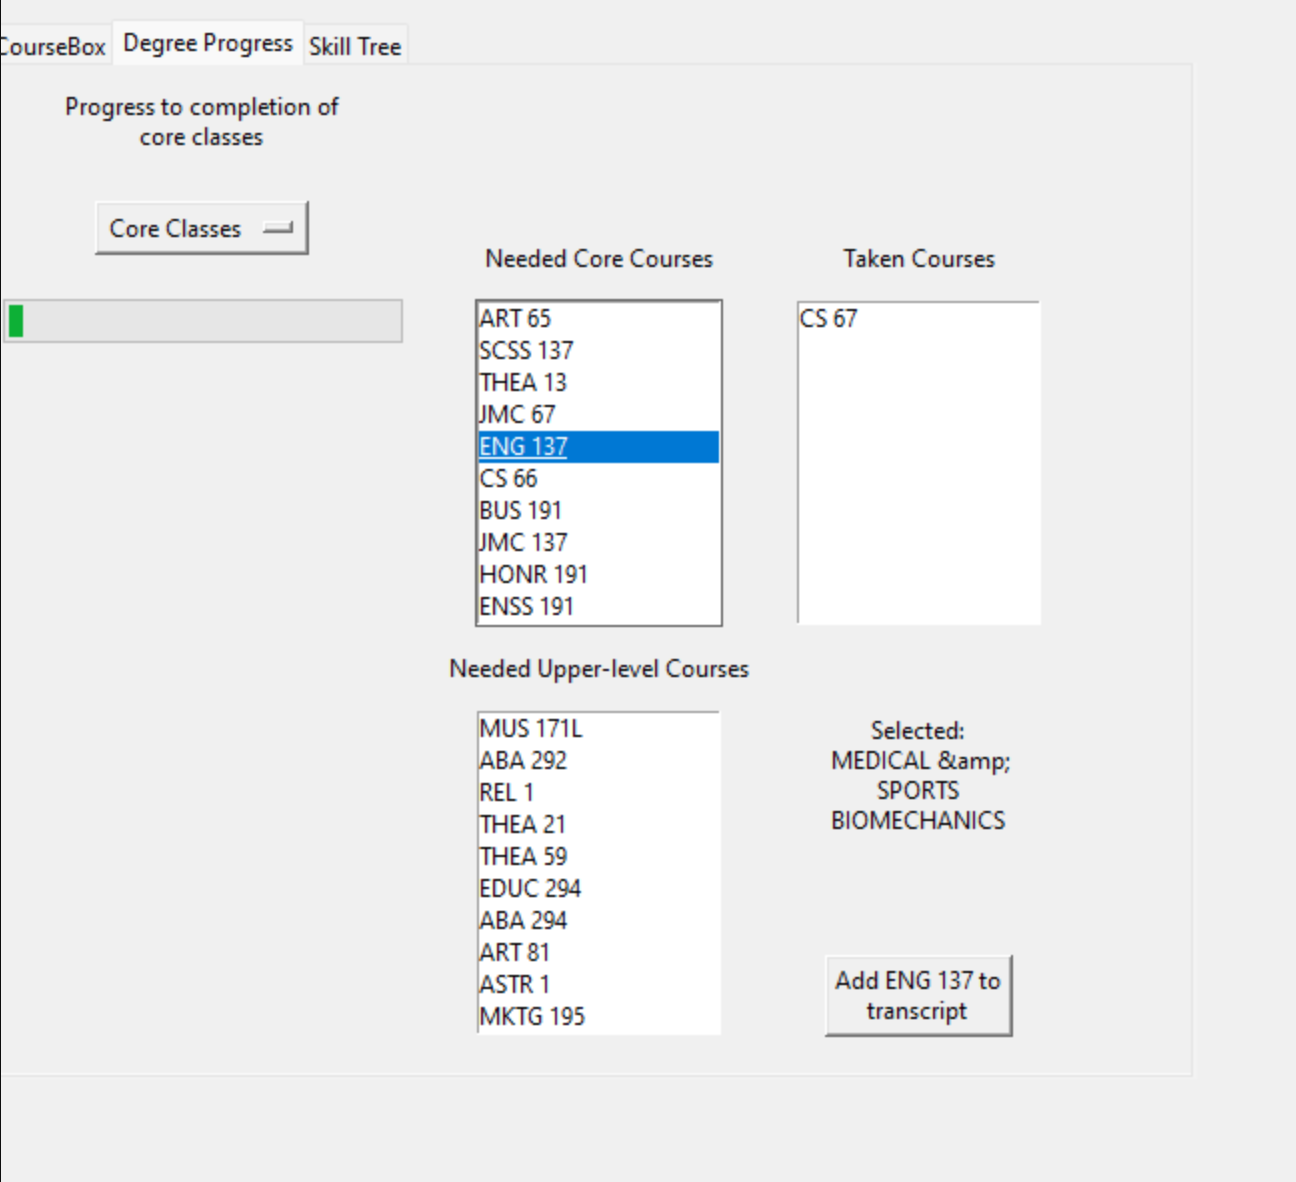 CourseBox
Degree Progress
Skill Tree
Progress to completion of
core classes
Core Classes
Needed Core Courses
ART 65
SCSS 137
THEA 13
JMC 67
ENG 137
CS 66
BUS 191
JMC 137
HONR 191
ENSS 191
Taken Courses
CS 67
Needed Upper-level Courses
MUS 171L
ABA 292
REL 1
THEA 21
THEA 59
EDUC 294
ABA 294
ART 81
ASTR 1
MKTG 195
Selected:
MEDICAL &amp;
SPORTS
BIOMECHANICS
Add ENG 137 to
transcript